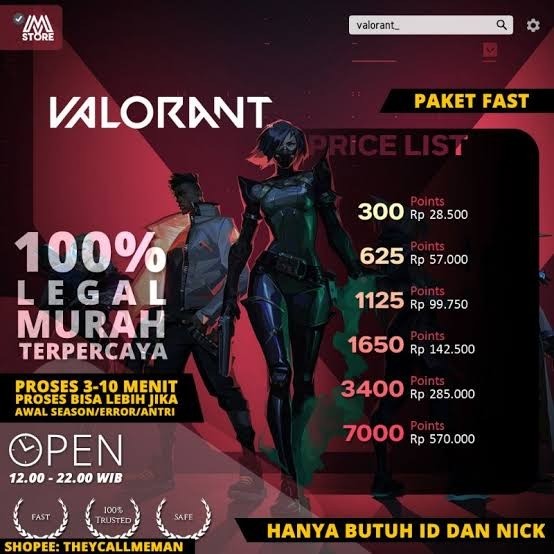 M
STORE
valorant_
VALORANT
PAKET FAST
PRICE LIST
300 Points
Rp 28.500
625 Points
Rp 57.000
1125 Points
Rp 99.750
1650 Points
Rp 142.500
3400 Points
Rp 285.000
7000 Points
Rp 570.000
100%
LEGAL
MURAH
TERPERCAYA
PROSES 3-10 MENIT
PROSES BISA LEBIH JIKA
AWAL SEASON/ERROR/ANTRI
OPEN
12.00 - 22.00 WIB
FAST
100%
TRUSTED
SAFE
SHOPEE: THEYCALLMEMAN
HANYA BUTUH ID DAN NICK